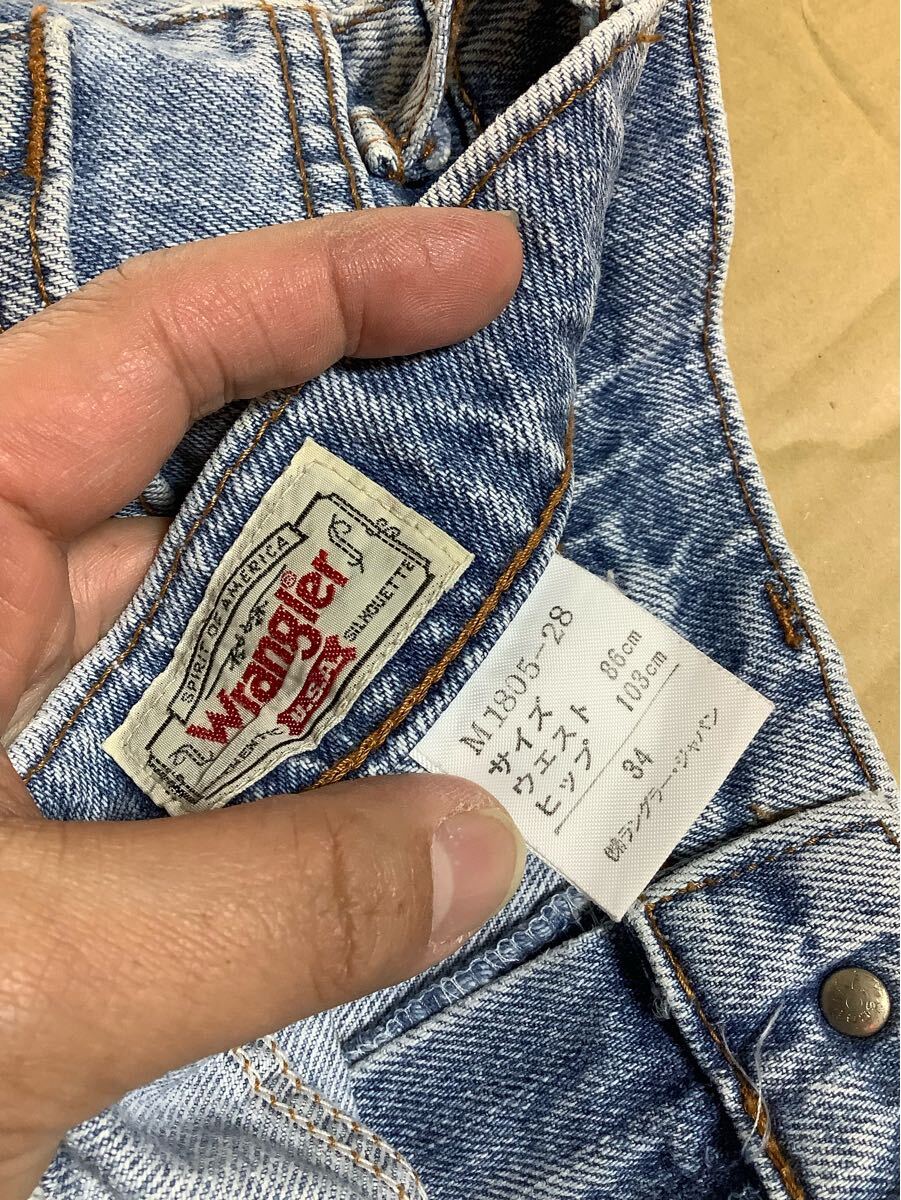 SPIRIT OF AMERICA
Wrangler®
U.S.A.
SILHOUETTE
M1805-28
サイズ
ウエスト 86cm
ヒップ 103cm
34
㈱ラングラー・ジャパン